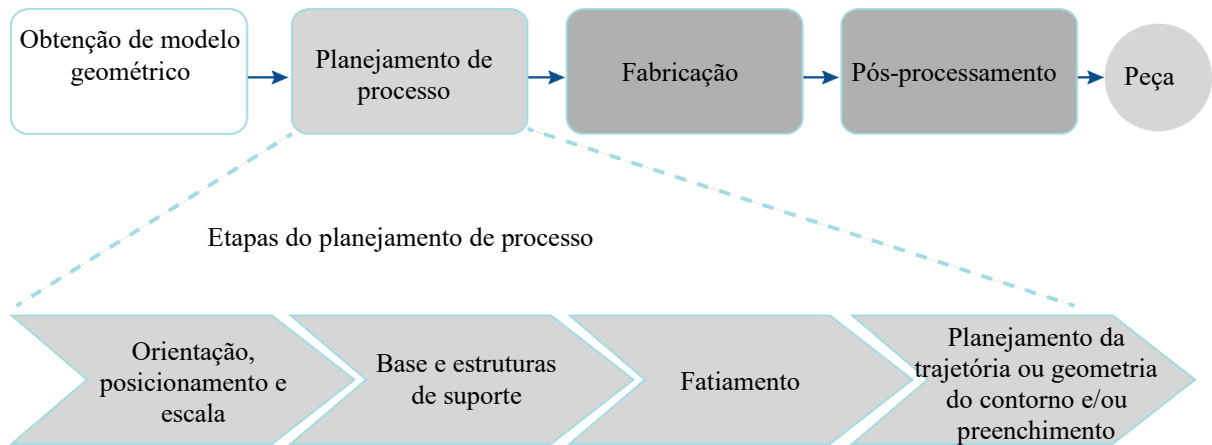 Obtenção de modelo
geométrico
Planejamento de
processo
Fabricação
Pós-processamento
Peça
Etapas do planejamento de processo
Orientação,
posicionamento e
escala
Base e estruturas
de suporte
Fatiamento
Planejamento da
trajetória ou geometria
do contorno e/ou
preenchimento